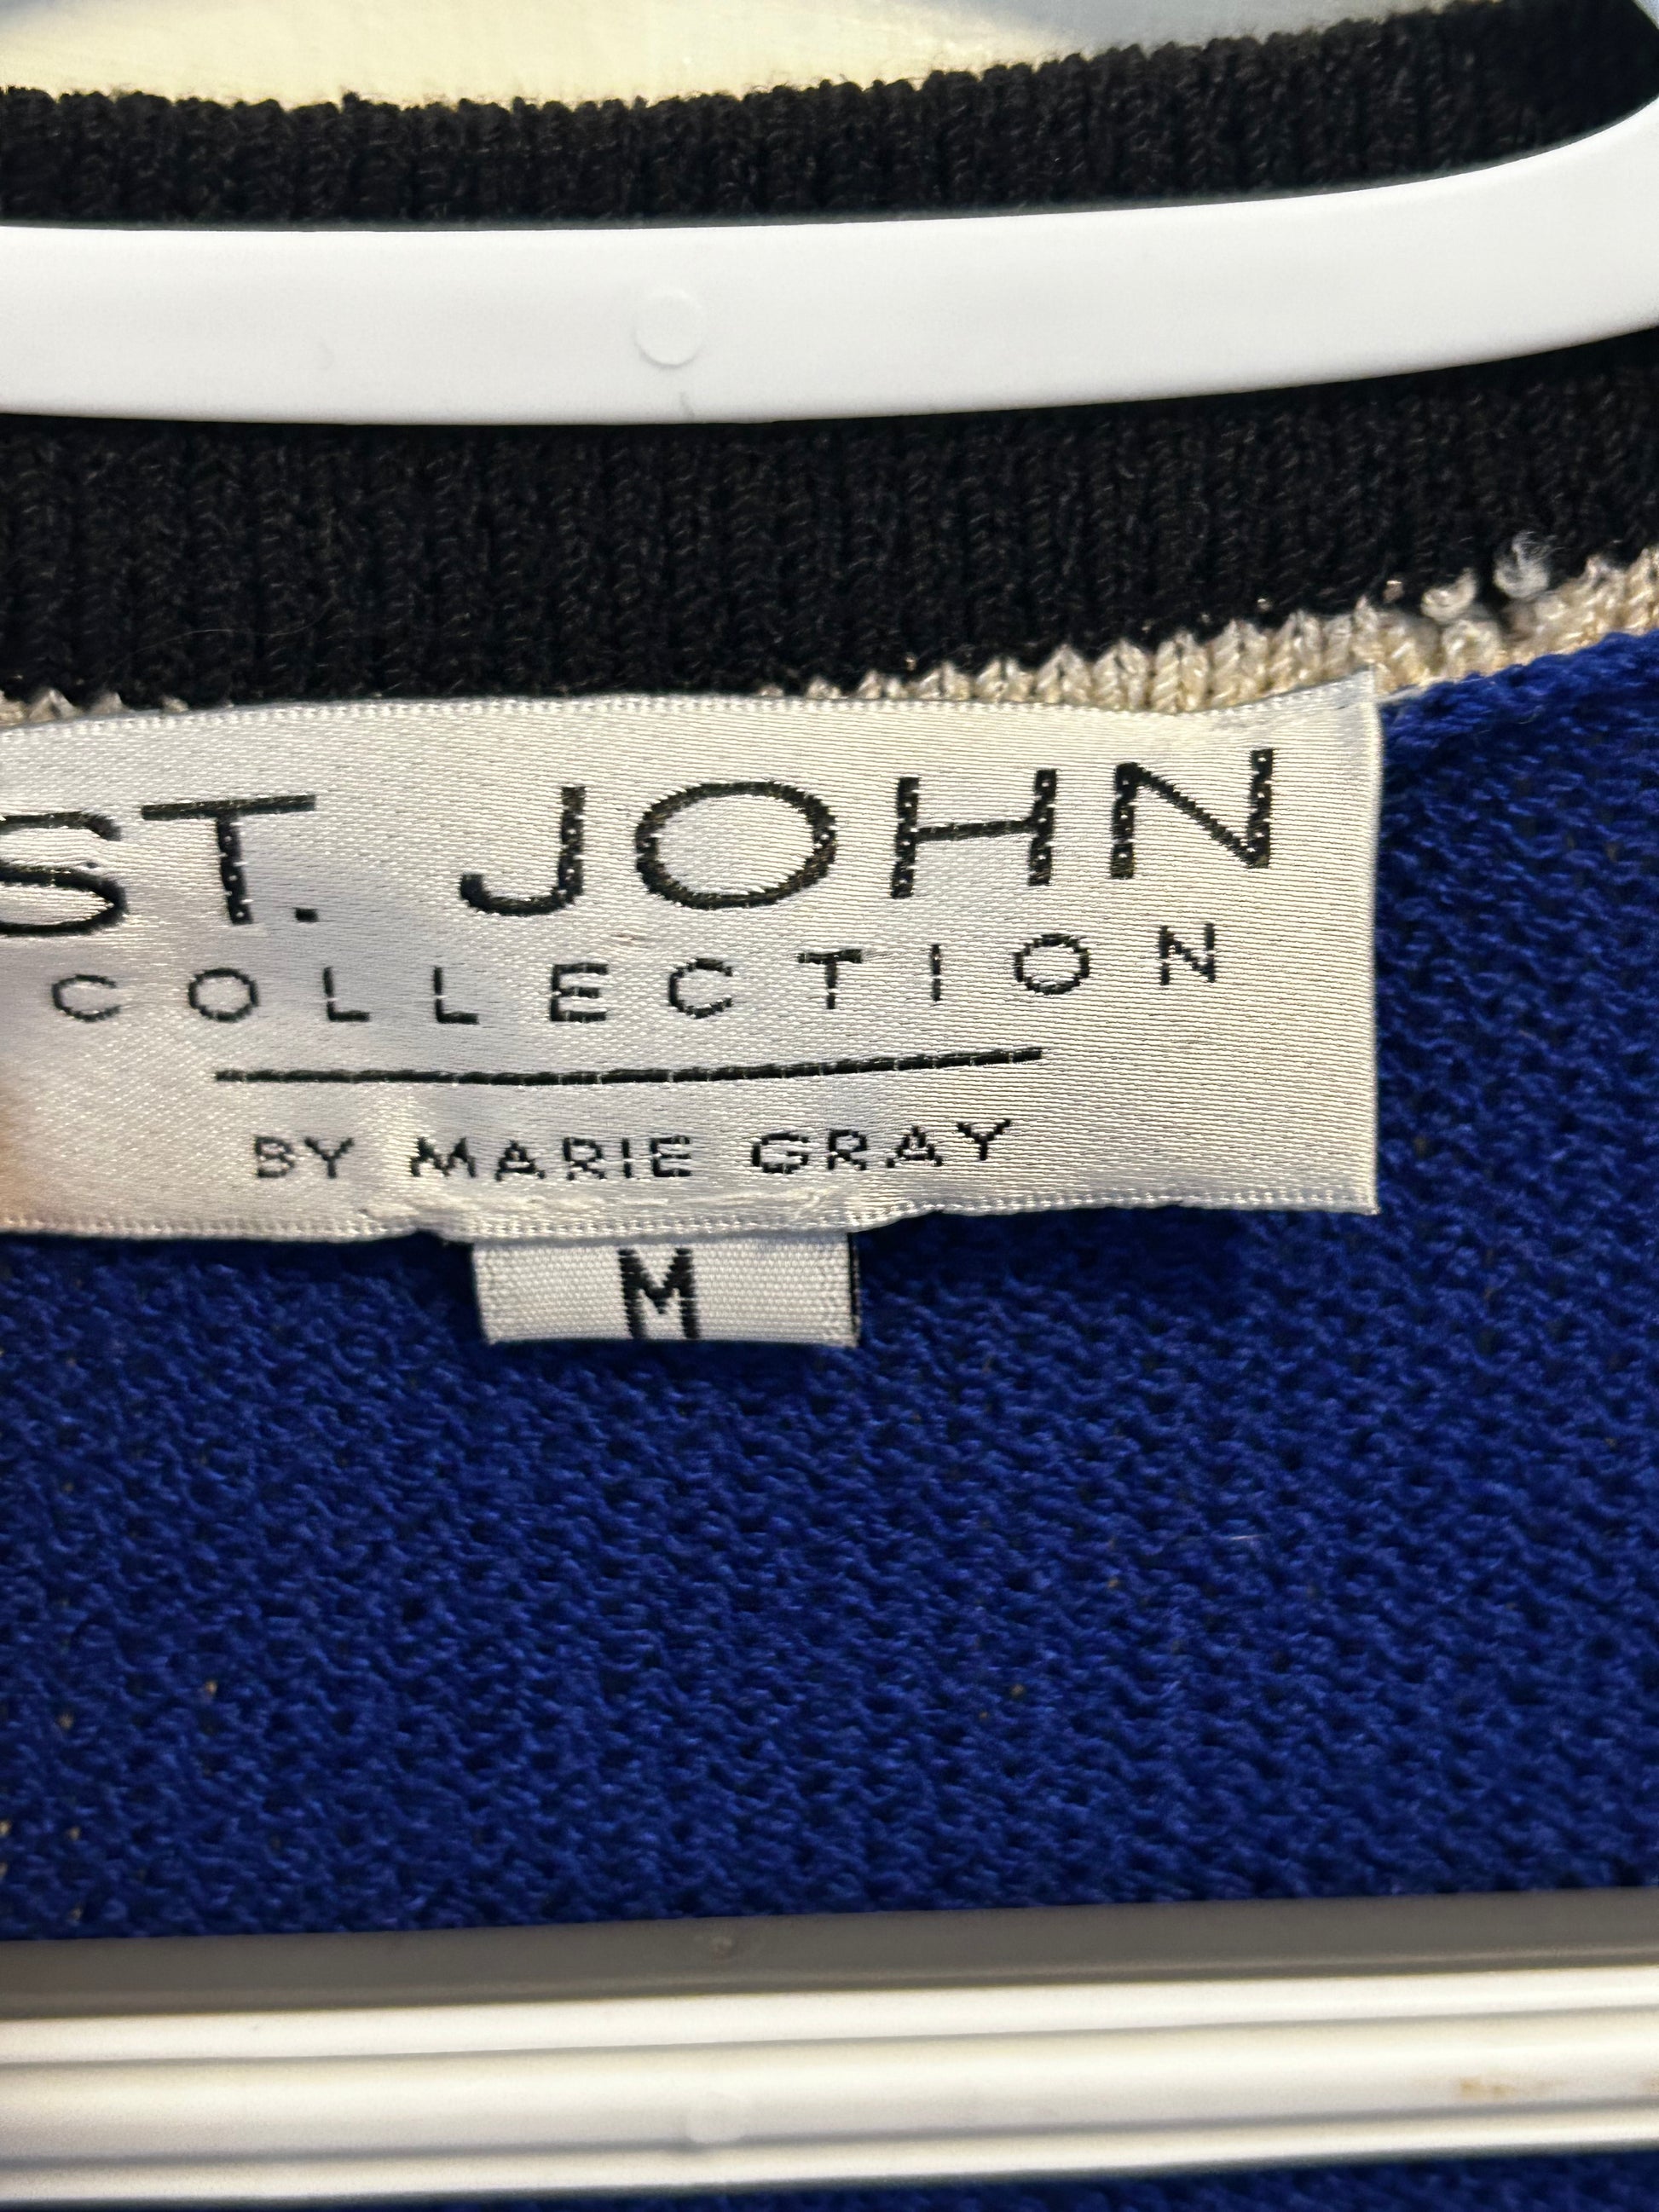 ST. JOHN
COLLECTION
BY MARIE GRAY
M